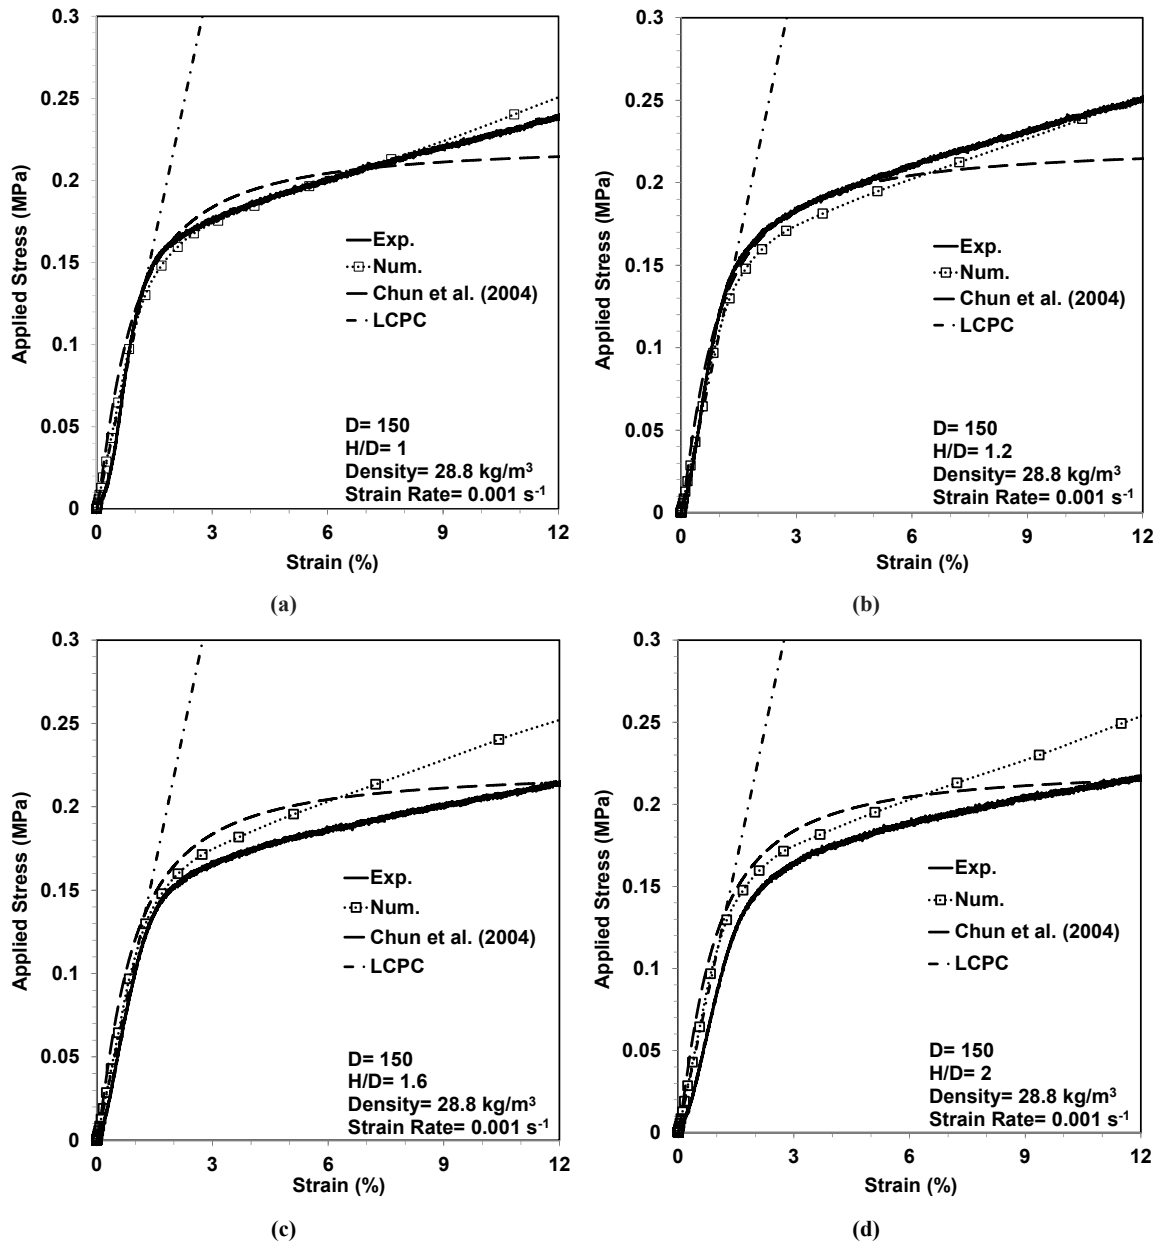 0.3
0.25
0.2
0.15
0.1
0.05
0
Applied Stress (MPa)
Exp.
Num.
Chun et al. (2004)
LCPC
D= 150
H/D= 1
Density= 28.8 kg/m³
Strain Rate= 0.001 s⁻¹
0 3 6 9 12
Strain (%)
(a)
0.3
0.25
0.2
0.15
0.1
0.05
0
Applied Stress (MPa)
Exp.
Num.
Chun et al. (2004)
LCPC
D= 150
H/D= 1.2
Density= 28.8 kg/m³
Strain Rate= 0.001 s⁻¹
0 3 6 9 12
Strain (%)
(b)
0.3
0.25
0.2
0.15
0.1
0.05
0
Applied Stress (MPa)
Exp.
Num.
Chun et al. (2004)
LCPC
D= 150
H/D= 1.6
Density= 28.8 kg/m³
Strain Rate= 0.001 s⁻¹
0 3 6 9 12
Strain (%)
(c)
0.3
0.25
0.2
0.15
0.1
0.05
0
Applied Stress (MPa)
Exp.
Num.
Chun et al. (2004)
LCPC
D= 150
H/D= 2
Density= 28.8 kg/m³
Strain Rate= 0.001 s⁻¹
0 3 6 9 12
Strain (%)
(d)